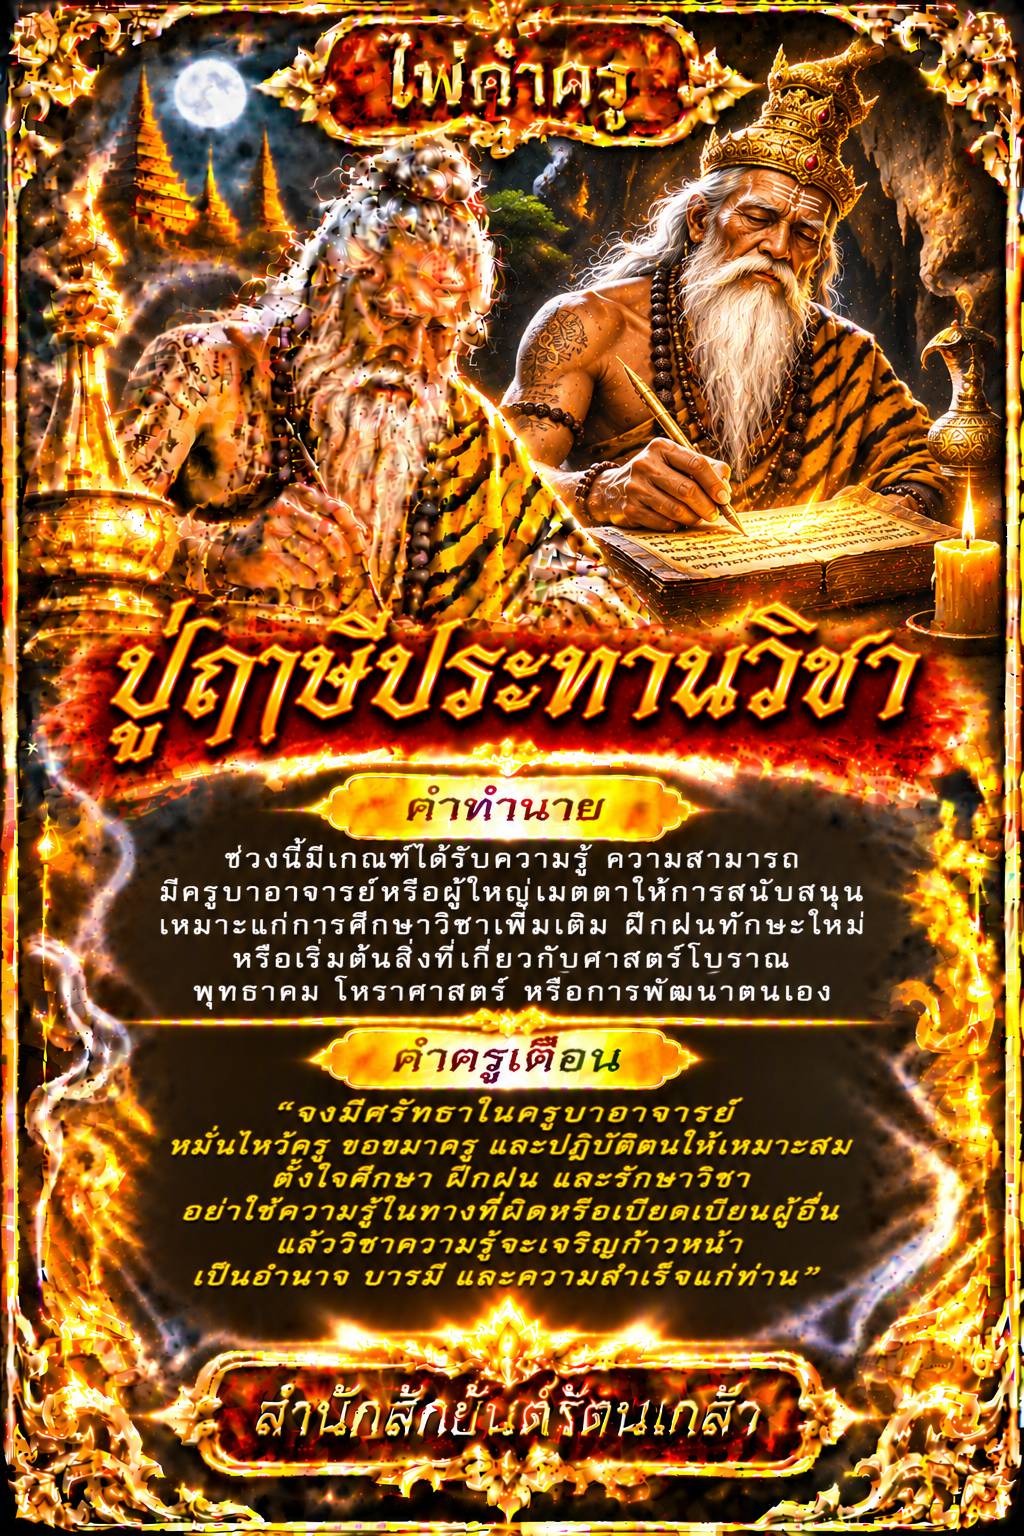 ไพ่คำครู
ปู่ฤาษีประทานวิชา
คำทำนาย
ช่วงนี้มีเกณฑ์ได้รับความรู้ ความสามารถ
มีครูบาอาจารย์หรือผู้ใหญ่เมตตาให้การสนับสนุน
เหมาะแก่การศึกษาวิชาเพิ่มเติม ฝึกฝนทักษะใหม่
หรือเริ่มต้นสิ่งที่เกี่ยวกับศาสตร์โบราณ
พุทธาคม โหราศาสตร์ หรือการพัฒนาตนเอง
คำครูเตือน
“จงมีศรัทธาในครูบาอาจารย์
หมั่นไหว้ครู ขอขมาครู และปฏิบัติตนให้เหมาะสม
ตั้งใจศึกษา ฝึกฝน และรักษาวิชา
อย่าใช้ความรู้ในทางที่ผิดหรือเบียดเบียนผู้อื่น
แล้ววิชาความรู้จะเจริญก้าวหน้า
เป็นอำนาจ บารมี และความสำเร็จแก่ท่าน”
สำนักสักยันต์รัตนเกล้า